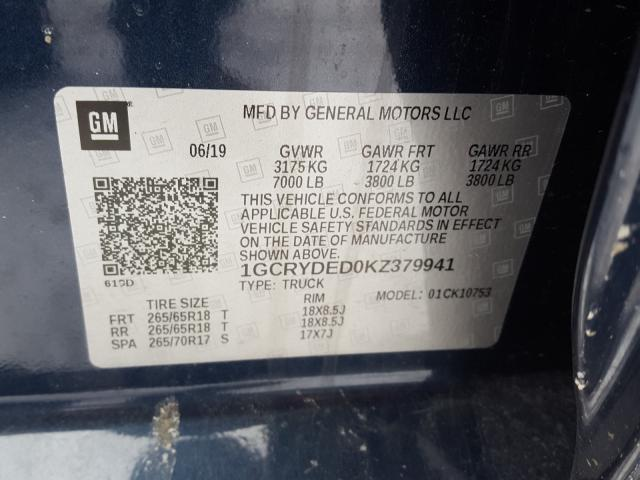 GM
MFD BY GENERAL MOTORS LLC
06/19 GVWR GAWR FRT GAWR RR
3175 KG 1724 KG 1724 KG
7000 LB 3800 LB 3800 LB
THIS VEHICLE CONFORMS TO ALL
APPLICABLE U.S. FEDERAL MOTOR
VEHICLE SAFETY STANDARDS IN EFFECT
ON THE DATE OF MANUFACTURE
SHOWN ABOVE.
1GCRYDED0KZ379941
TYPE: TRUCK MODEL: 01CK10753
TIRE SIZE RIM
FRT 265/65R18 T 18X8.5J
RR 265/65R18 T 18X8.5J
SPA 265/70R17 S 17X7J